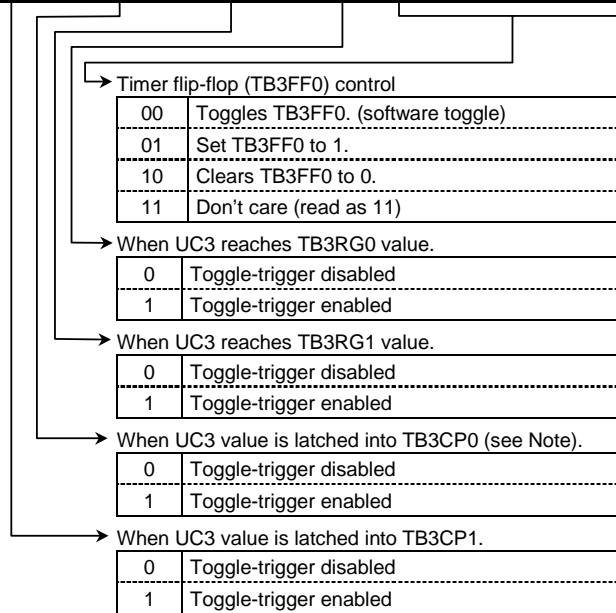 Timer flip-flop (TB3FF0) control
00 Toggles TB3FF0. (software toggle)
01 Set TB3FF0 to 1.
10 Clears TB3FF0 to 0.
11 Don't care (read as 11)
When UC3 reaches TB3RG0 value.
0 Toggle-trigger disabled
1 Toggle-trigger enabled
When UC3 reaches TB3RG1 value.
0 Toggle-trigger disabled
1 Toggle-trigger enabled
When UC3 value is latched into TB3CP0 (see Note).
0 Toggle-trigger disabled
1 Toggle-trigger enabled
When UC3 value is latched into TB3CP1.
0 Toggle-trigger disabled
1 Toggle-trigger enabled